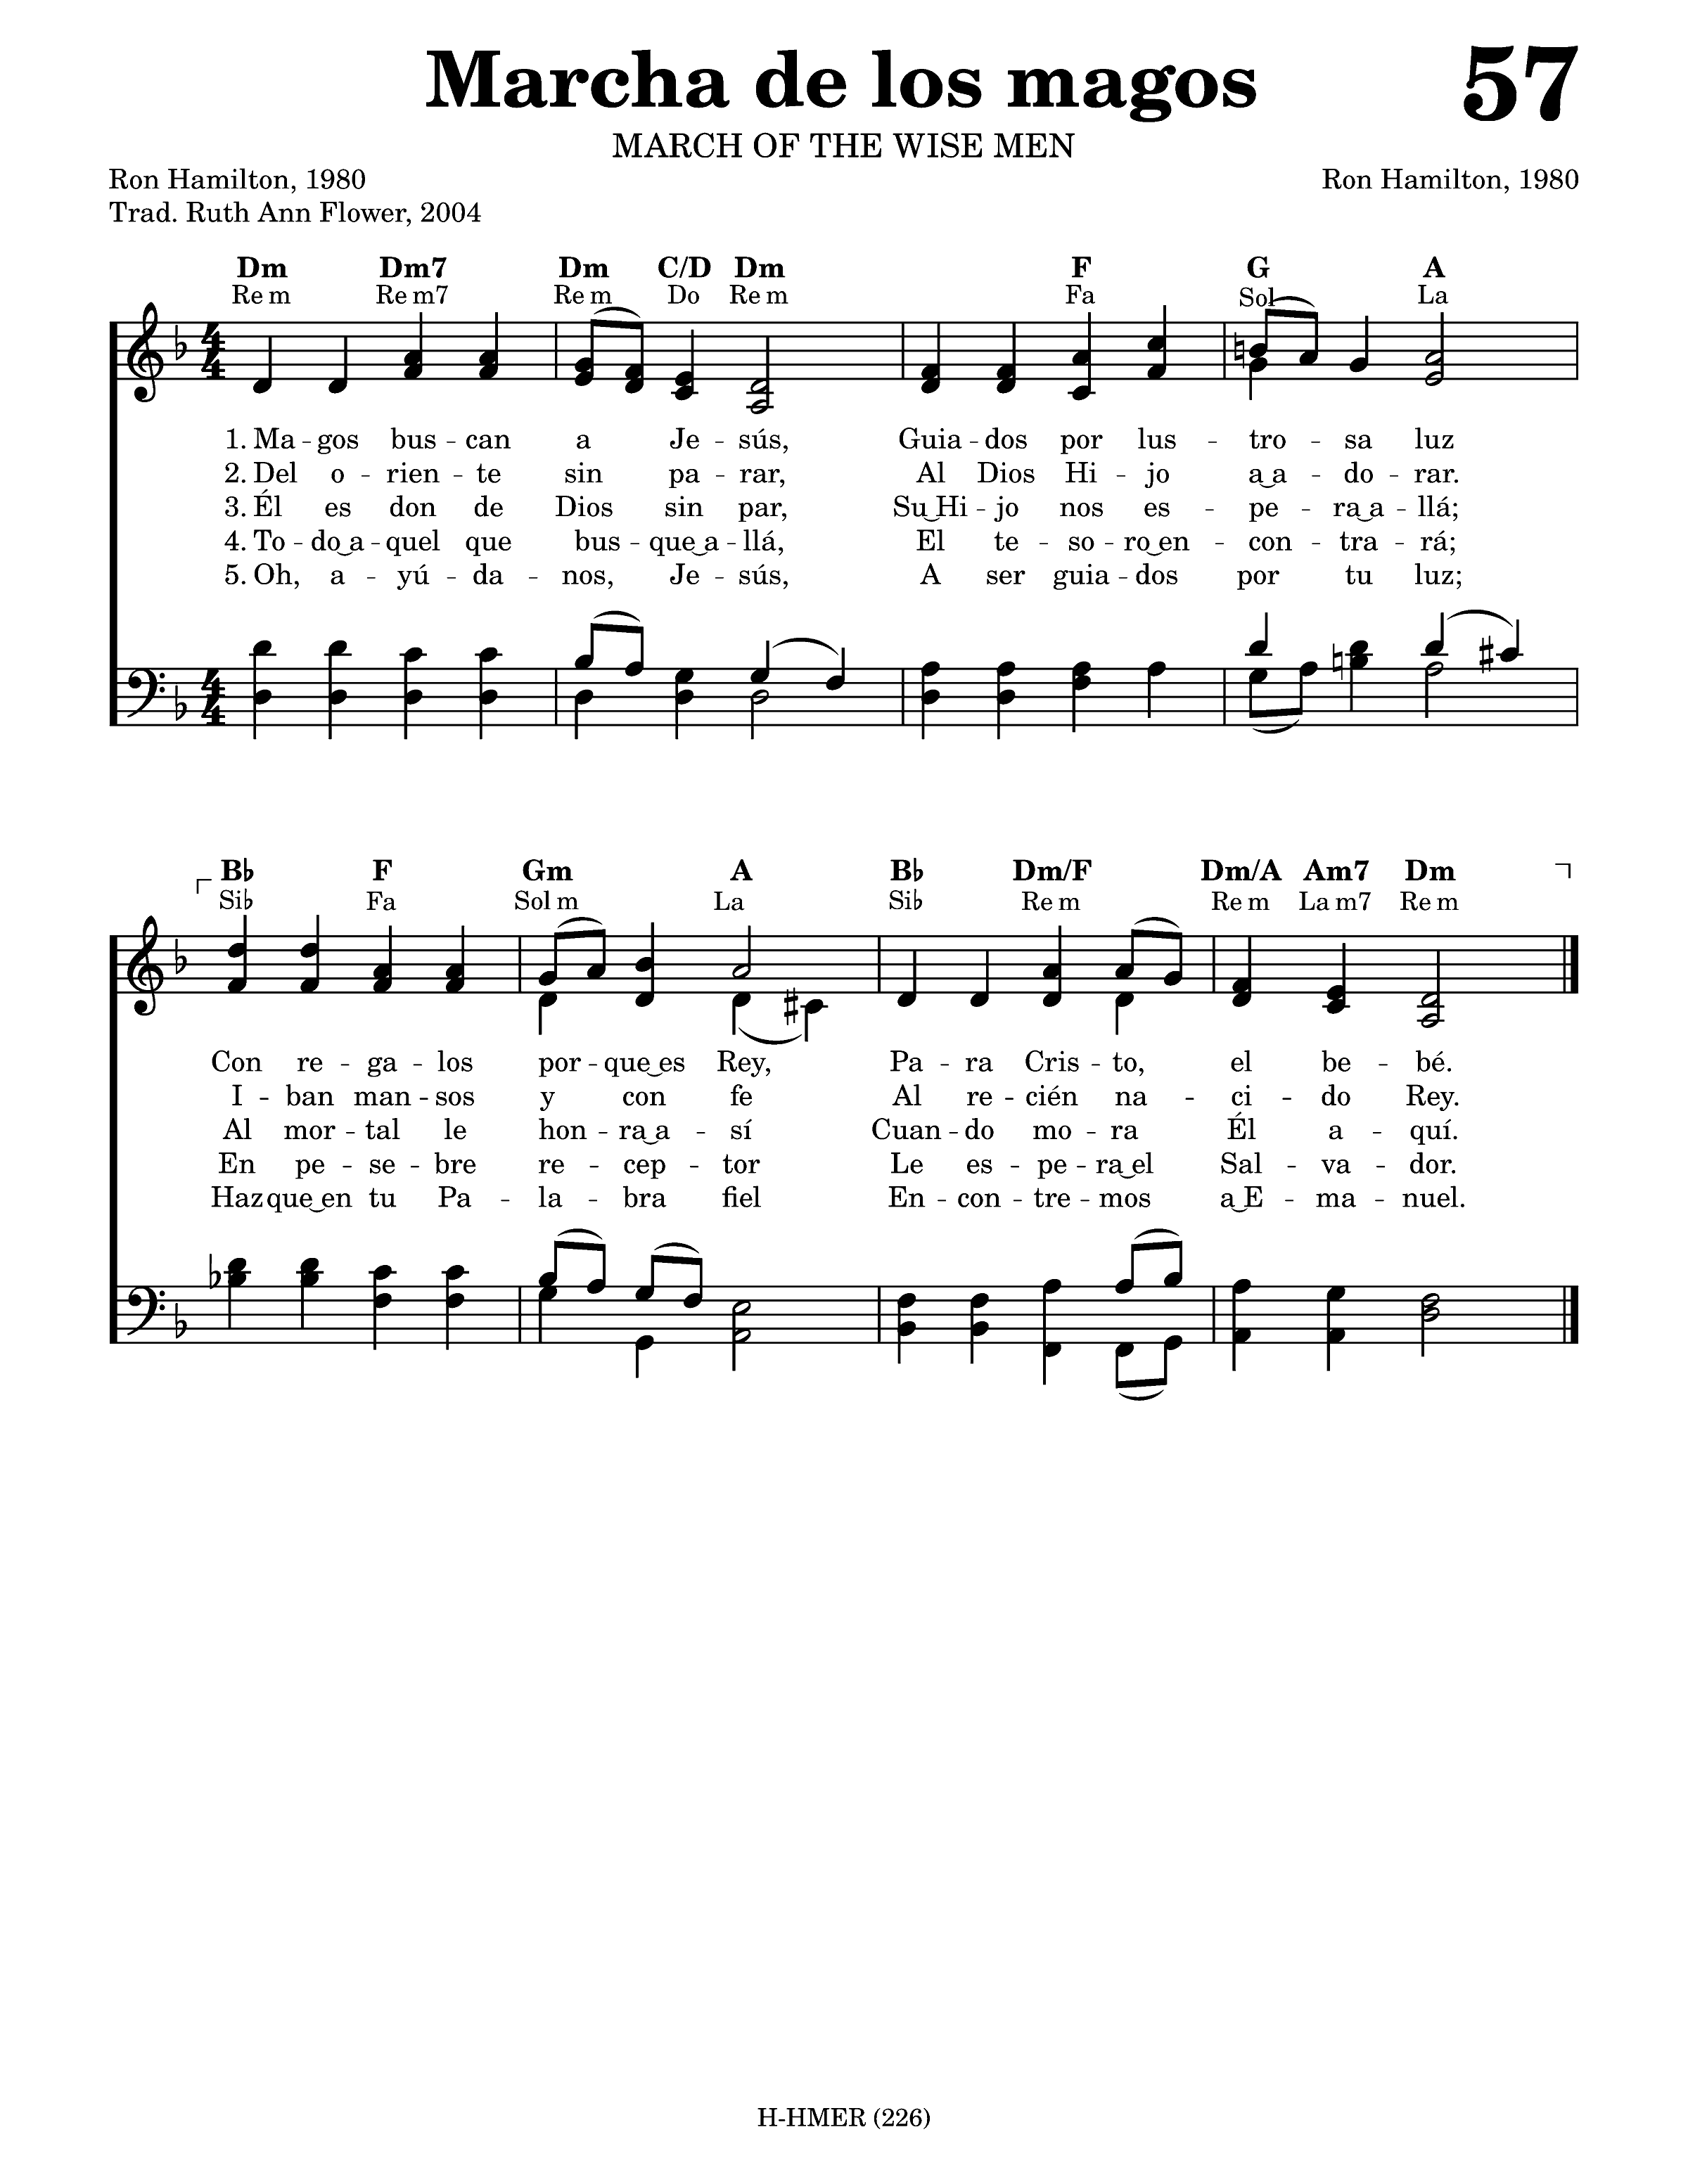 Marcha de los magos 57
MARCH OF THE WISE MEN
Ron Hamilton, 1980 Ron Hamilton, 1980
Trad. Ruth Ann Flower, 2004
Dm Dm7 Dm C/D Dm F G A
Re m Re m7 Re m Do Re m Fa Sol La
1. Ma - gos bus - can a Je - sús, Guia - dos por lus - tro - sa luz
2. Del o - rien - te sin pa - rar, Al Dios Hi - jo a‿a - do - rar.
3. Él es don de Dios sin par, Su‿Hi - jo nos es - pe - ra‿a - llá;
4. To - do‿a - quel que bus - que‿a - llá, El te - so - ro‿en - con - tra - rá;
5. Oh, a - yú - da - nos, Je - sús, A ser guia - dos por tu luz;
B♭ F Gm A B♭ Dm/F Dm/A Am7 Dm
Si♭ Fa Sol m La Si♭ Re m Re m La m7 Re m
Con re - ga - los por - que‿es Rey, Pa - ra Cris - to, el be - bé.
I - ban man - sos y con fe Al re - cién na - ci - do Rey.
Al mor - tal le hon - ra‿a - sí Cuan - do mo - ra Él a - quí.
En pe - se - bre re - cep - tor Le es - pe - ra‿el Sal - va - dor.
Haz que‿en tu Pa - la - bra fiel En - con - tre - mos a‿E - ma - nuel.
H-HMER (226)